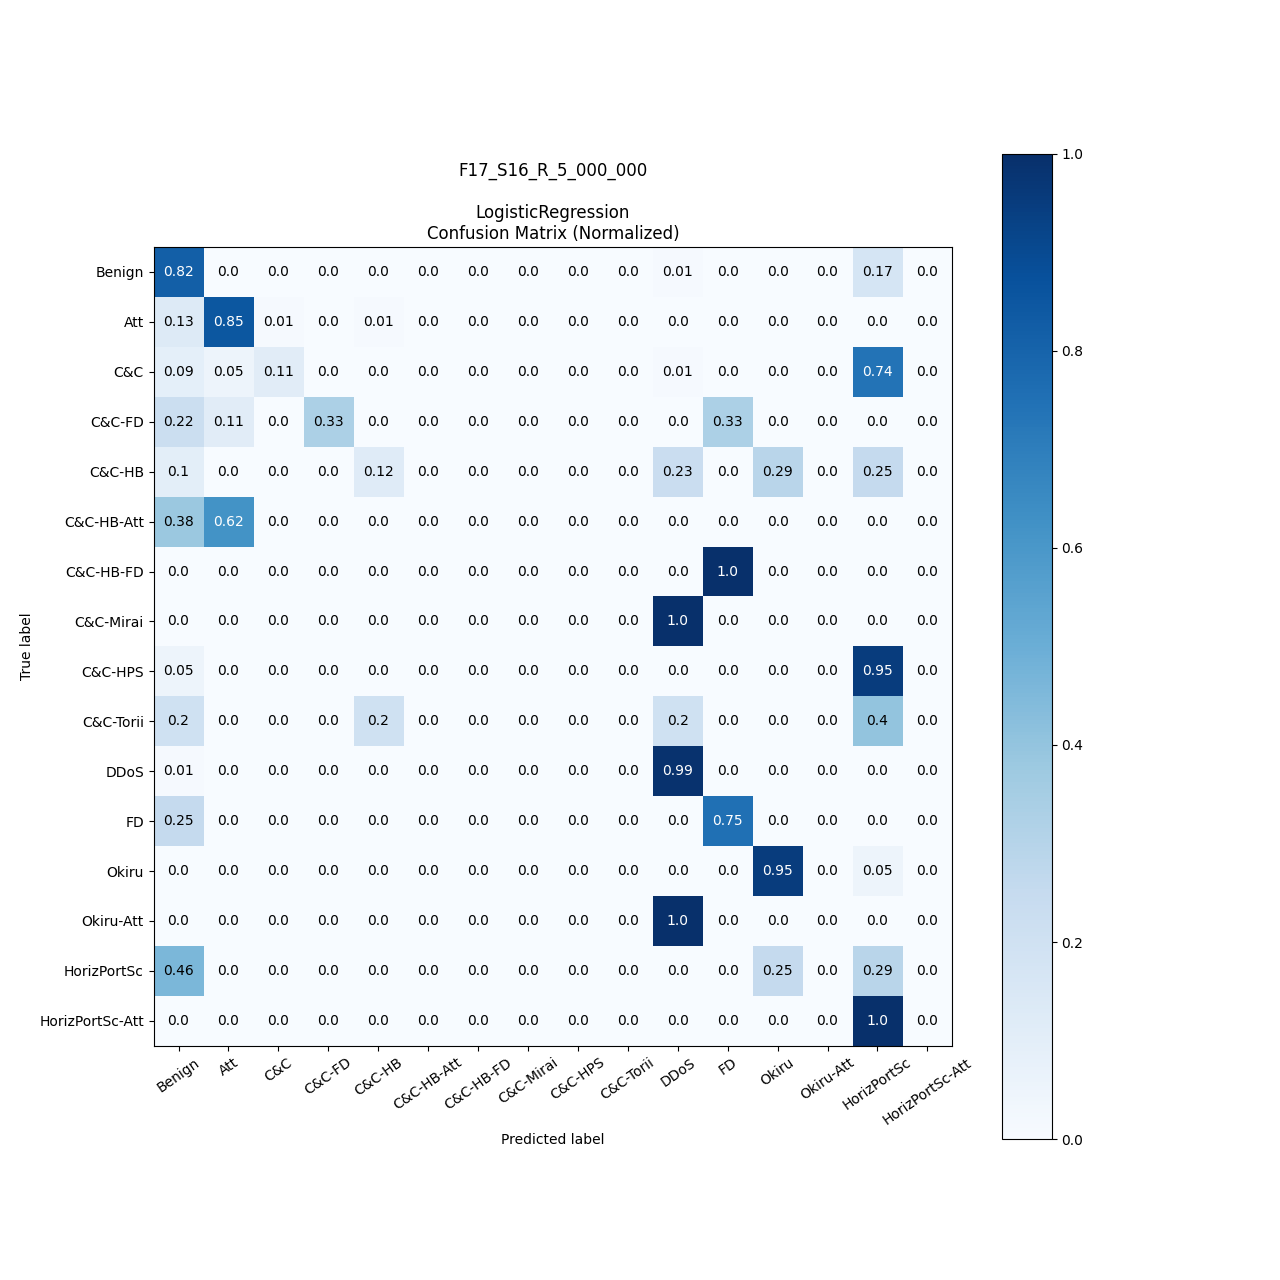 F17_S16_R_5_000_000
LogisticRegression
Confusion Matrix (Normalized)
1.0
0.8
0.6
0.4
0.2
0.0
True label
Benign 0.82 0.0 0.0 0.0 0.0 0.0 0.0 0.0 0.0 0.0 0.01 0.0 0.0 0.0 0.17 0.0
Att 0.13 0.85 0.01 0.0 0.01 0.0 0.0 0.0 0.0 0.0 0.0 0.0 0.0 0.0 0.0 0.0
C&C 0.09 0.05 0.11 0.0 0.0 0.0 0.0 0.0 0.0 0.0 0.01 0.0 0.0 0.0 0.74 0.0
C&C-FD 0.22 0.11 0.0 0.33 0.0 0.0 0.0 0.0 0.0 0.0 0.0 0.33 0.0 0.0 0.0 0.0
C&C-HB 0.1 0.0 0.0 0.0 0.12 0.0 0.0 0.0 0.0 0.0 0.23 0.0 0.29 0.0 0.25 0.0
C&C-HB-Att 0.38 0.62 0.0 0.0 0.0 0.0 0.0 0.0 0.0 0.0 0.0 0.0 0.0 0.0 0.0 0.0
C&C-HB-FD 0.0 0.0 0.0 0.0 0.0 0.0 0.0 0.0 0.0 0.0 0.0 1.0 0.0 0.0 0.0 0.0
C&C-Mirai 0.0 0.0 0.0 0.0 0.0 0.0 0.0 0.0 0.0 0.0 1.0 0.0 0.0 0.0 0.0 0.0
C&C-HPS 0.05 0.0 0.0 0.0 0.0 0.0 0.0 0.0 0.0 0.0 0.0 0.0 0.0 0.0 0.95 0.0
C&C-Torii 0.2 0.0 0.0 0.0 0.2 0.0 0.0 0.0 0.0 0.0 0.2 0.0 0.0 0.0 0.4 0.0
DDoS 0.01 0.0 0.0 0.0 0.0 0.0 0.0 0.0 0.0 0.0 0.99 0.0 0.0 0.0 0.0 0.0
FD 0.25 0.0 0.0 0.0 0.0 0.0 0.0 0.0 0.0 0.0 0.0 0.75 0.0 0.0 0.0 0.0
Okiru 0.0 0.0 0.0 0.0 0.0 0.0 0.0 0.0 0.0 0.0 0.0 0.0 0.95 0.0 0.05 0.0
Okiru-Att 0.0 0.0 0.0 0.0 0.0 0.0 0.0 0.0 0.0 0.0 1.0 0.0 0.0 0.0 0.0 0.0
HorizPortSc 0.46 0.0 0.0 0.0 0.0 0.0 0.0 0.0 0.0 0.0 0.0 0.0 0.25 0.0 0.29 0.0
HorizPortSc-Att 0.0 0.0 0.0 0.0 0.0 0.0 0.0 0.0 0.0 0.0 0.0 0.0 0.0 0.0 1.0 0.0
Benign Att C&C C&C-FD C&C-HB C&C-HB-Att C&C-HB-FD C&C-Mirai C&C-HPS C&C-Torii DDoS FD Okiru Okiru-Att HorizPortSc HorizPortSc-Att
Predicted label